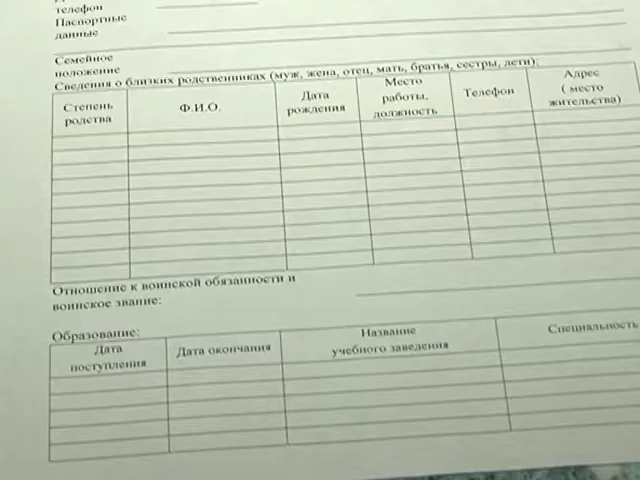 телефон
Паспортные
данные
Семейное
положение
Сведения о близких родственниках (муж, жена, отец, мать, братья, сестры, дети):
Степень родства
Ф.И.О.
Дата рождения
Место работы, должность
Телефон
Адрес ( место жительства)
Отношение к воинской обязанности и
воинское звание:
Образование:
Дата поступления
Дата окончания
Название учебного заведения
Специальность